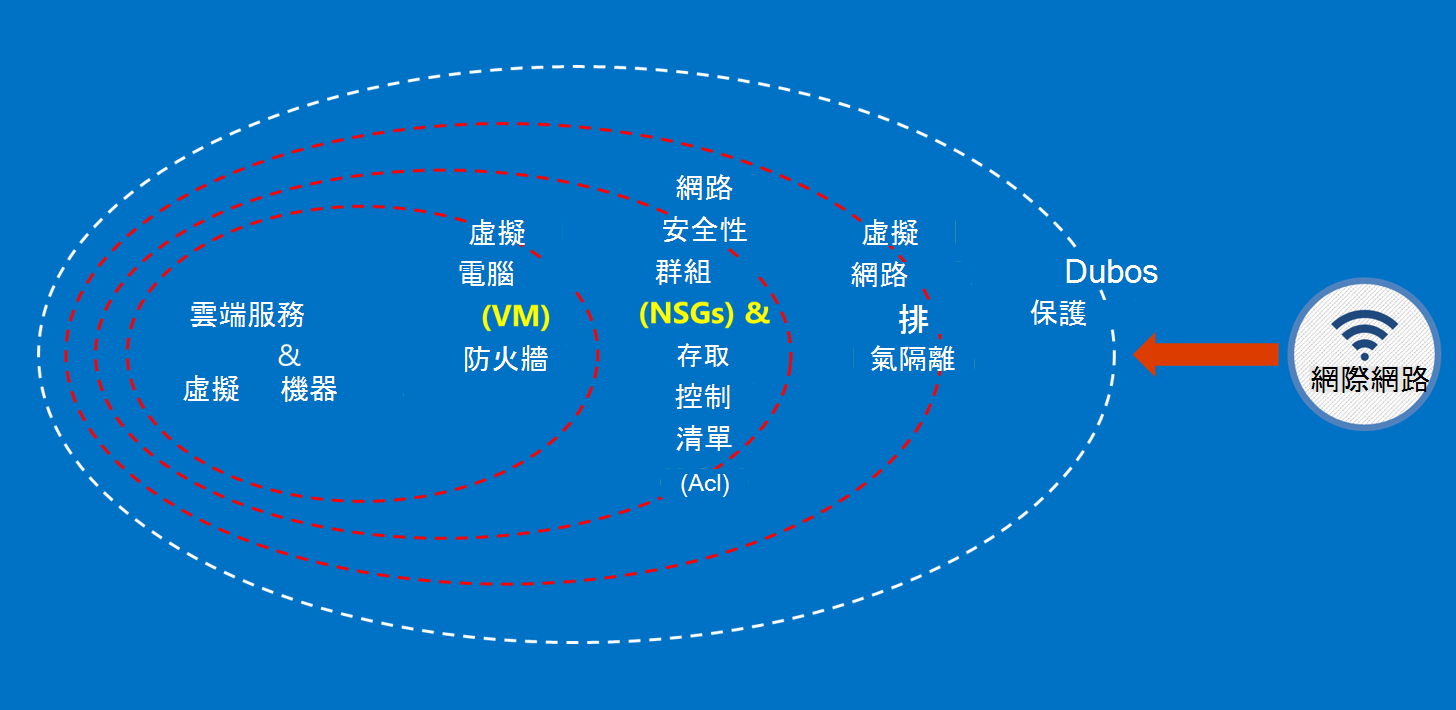 雲端服務
&
虛擬 機器
虛擬
電腦
(VM)
防火牆
網路
安全性
群組
(NSGs) &
存取
控制
清單
(Acl)
虛擬
網路
排
氣隔離
Dubos
保護
網際網路